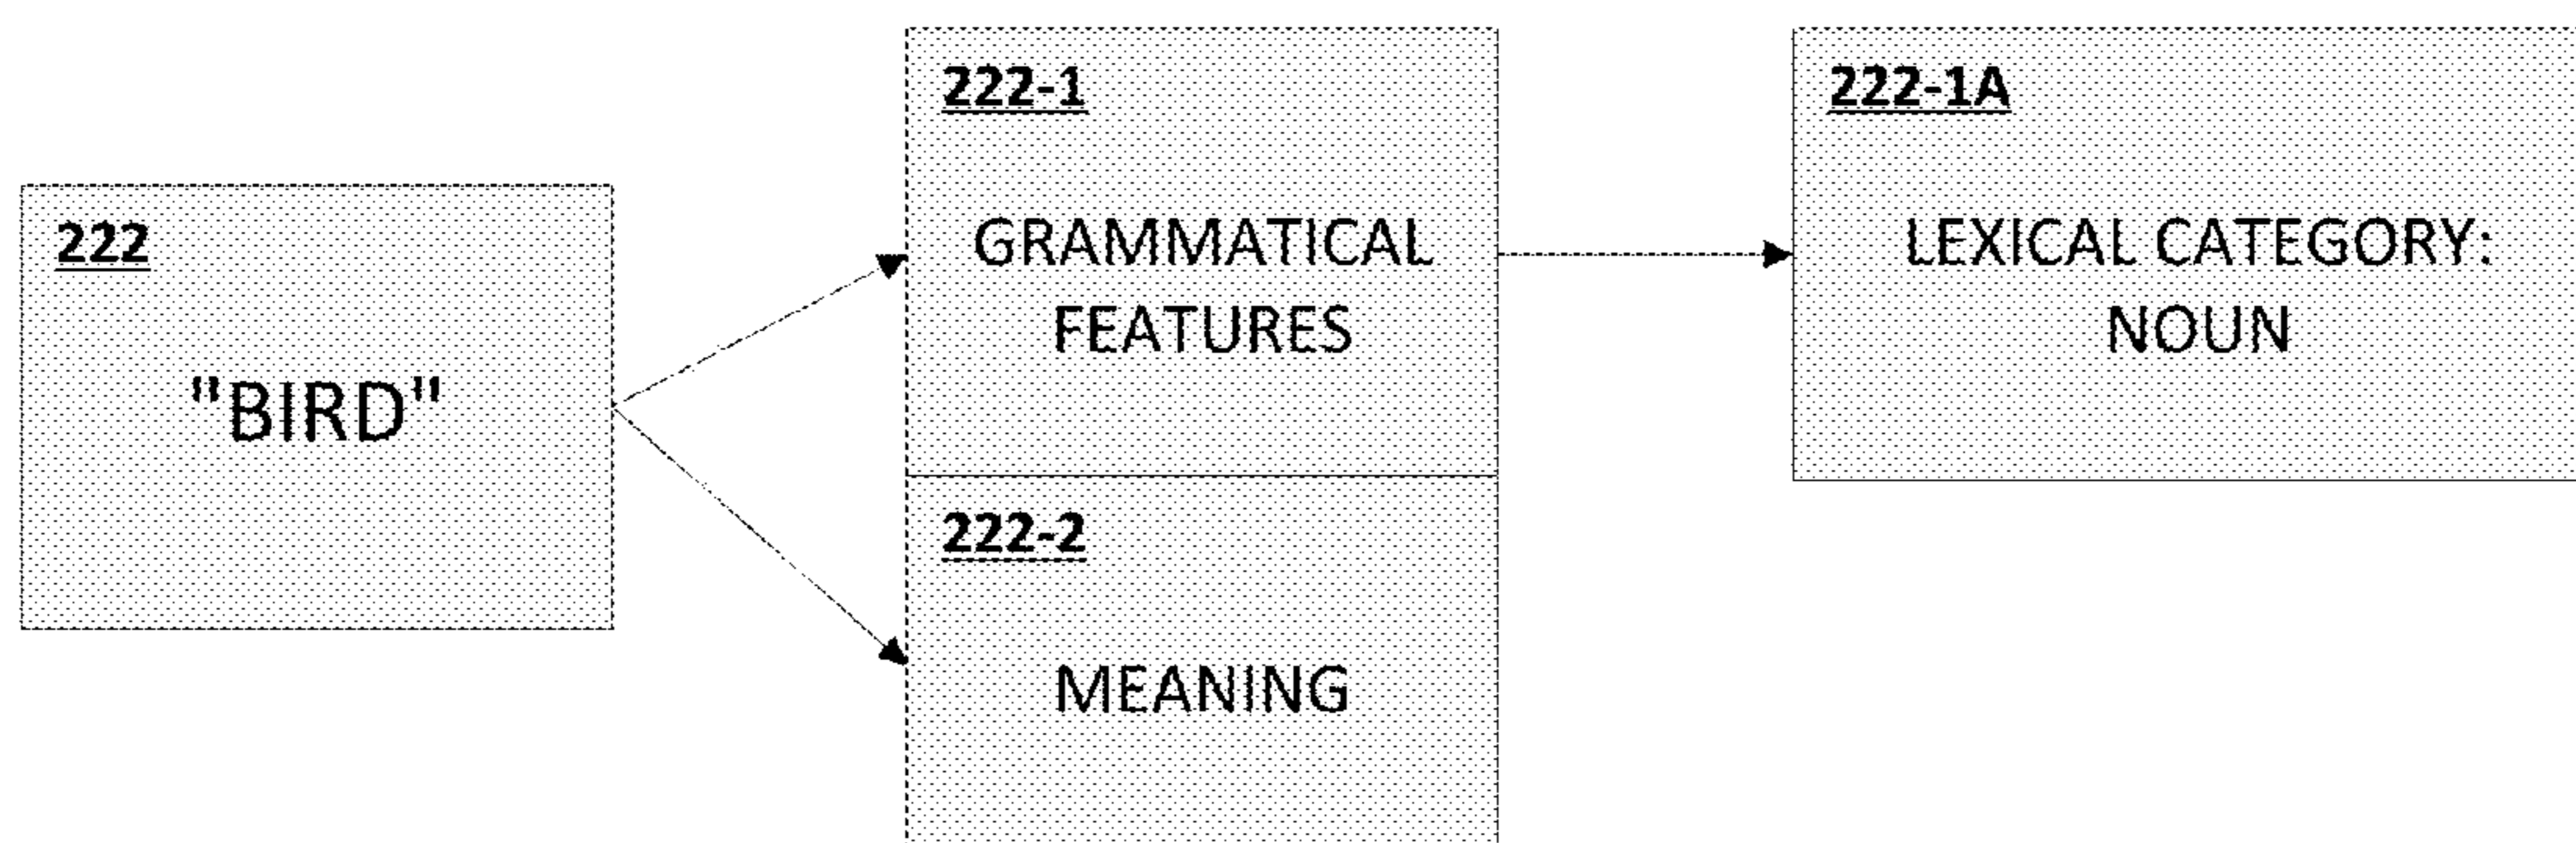 222
"BIRD"
222-1
GRAMMATICAL
FEATURES
222-2
MEANING
222-1A
LEXICAL CATEGORY:
NOUN